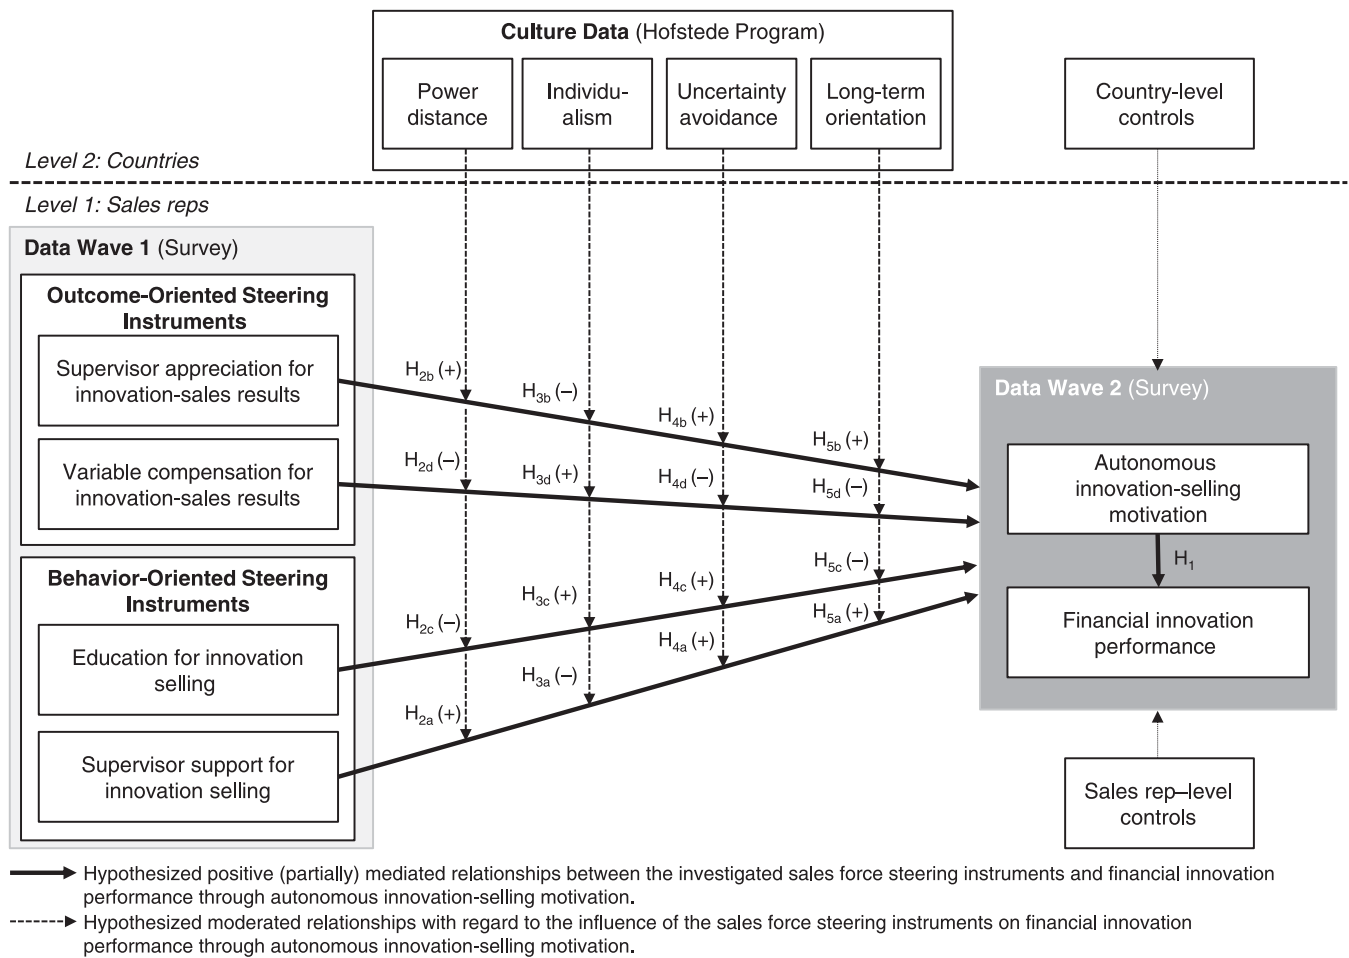 Culture Data (Hofstede Program)
Power
distance
Individu-
alism
Uncertainty
avoidance
Long-term
orientation
Country-level
controls
Level 2: Countries
Level 1: Sales reps
Data Wave 1 (Survey)
Outcome-Oriented Steering
Instruments
Supervisor appreciation for
innovation-sales results
Variable compensation for
innovation-sales results
Behavior-Oriented Steering
Instruments
Education for innovation
selling
Supervisor support for
innovation selling
H2b (+)
H3b (–)
H4b (+)
H5b (+)
H2d (–)
H3d (+)
H4d (–)
H5d (–)
H2c (–)
H3c (+)
H4c (+)
H5c (–)
H2a (+)
H3a (–)
H4a (+)
H5a (+)
Data Wave 2 (Survey)
Autonomous
innovation-selling
motivation
H1
Financial innovation
performance
Sales rep–level
controls
Hypothesized positive (partially) mediated relationships between the investigated sales force steering instruments and financial innovation
performance through autonomous innovation-selling motivation.
Hypothesized moderated relationships with regard to the influence of the sales force steering instruments on financial innovation
performance through autonomous innovation-selling motivation.